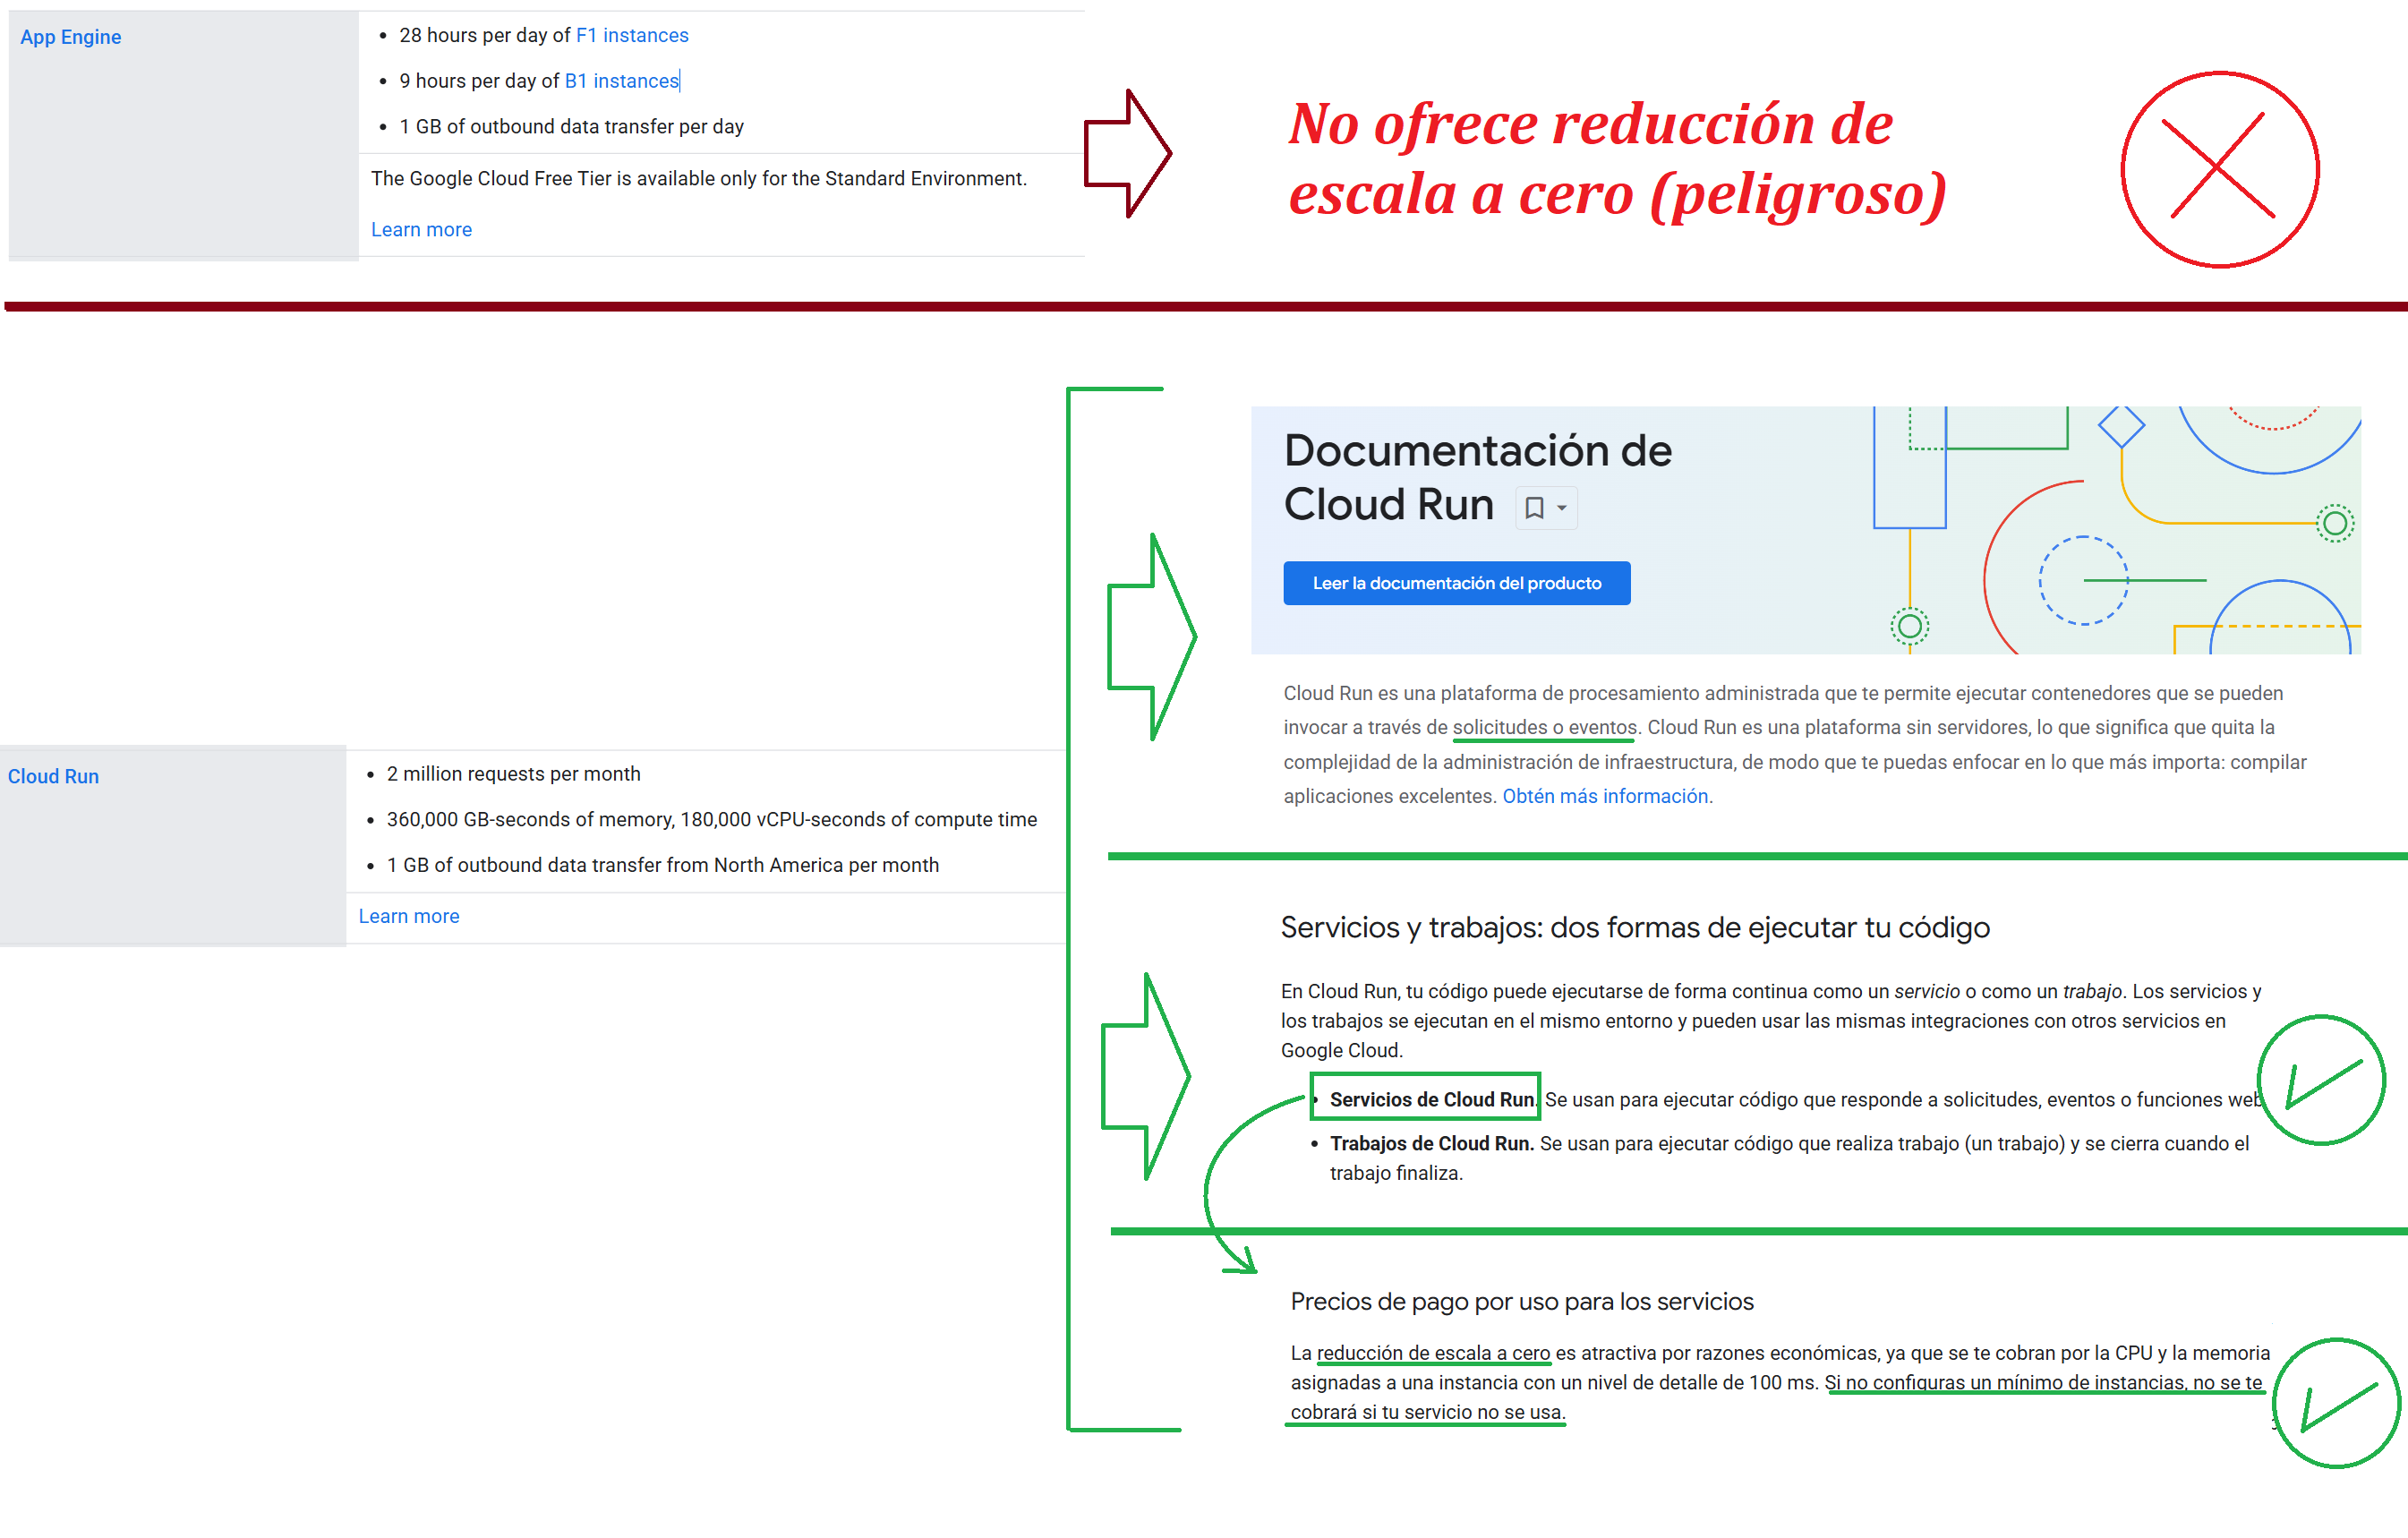 App Engine
• 28 hours per day of F1 instances
• 9 hours per day of B1 instances
• 1 GB of outbound data transfer per day
The Google Cloud Free Tier is available only for the Standard Environment.
Learn more
No ofrece reducción de
escala a cero (peligroso)
Documentación de
Cloud Run
Leer la documentación del producto
Cloud Run es una plataforma de procesamiento administrada que te permite ejecutar contenedores que se pueden
invocar a través de solicitudes o eventos. Cloud Run es una plataforma sin servidores, lo que significa que quita la
complejidad de la administración de infraestructura, de modo que te puedas enfocar en lo que más importa: compilar
aplicaciones excelentes. Obtén más información.
Cloud Run
• 2 million requests per month
• 360,000 GB-seconds of memory, 180,000 vCPU-seconds of compute time
• 1 GB of outbound data transfer from North America per month
Learn more
Servicios y trabajos: dos formas de ejecutar tu código
En Cloud Run, tu código puede ejecutarse de forma continua como un servicio o como un trabajo. Los servicios y
los trabajos se ejecutan en el mismo entorno y pueden usar las mismas integraciones con otros servicios en
Google Cloud.
• Servicios de Cloud Run. Se usan para ejecutar código que responde a solicitudes, eventos o funciones web
• Trabajos de Cloud Run. Se usan para ejecutar código que realiza trabajo (un trabajo) y se cierra cuando el
trabajo finaliza.
Precios de pago por uso para los servicios
La reducción de escala a cero es atractiva por razones económicas, ya que se te cobran por la CPU y la memoria
asignadas a una instancia con un nivel de detalle de 100 ms. Si no configuras un mínimo de instancias, no se te
cobrará si tu servicio no se usa.